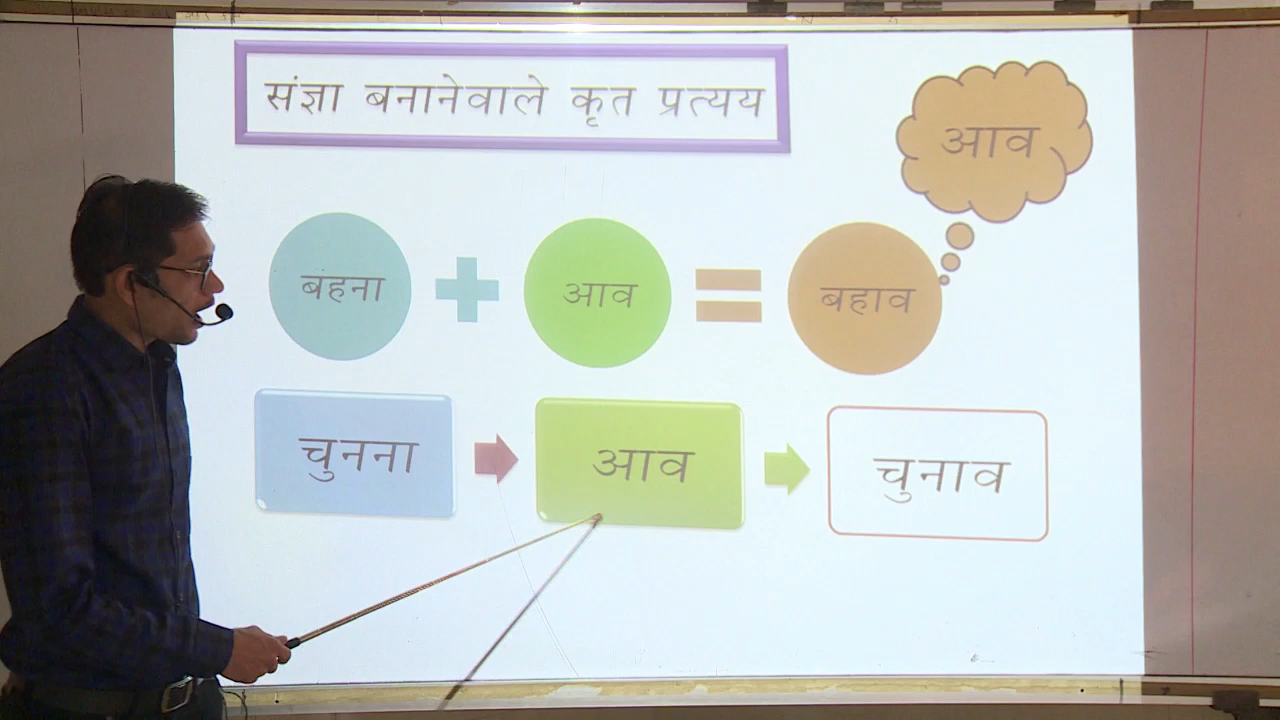 संज्ञा बनानेवाले कृत प्रत्यय
आव
बहना
आव
बहाव
चुनना
आव
चुनाव